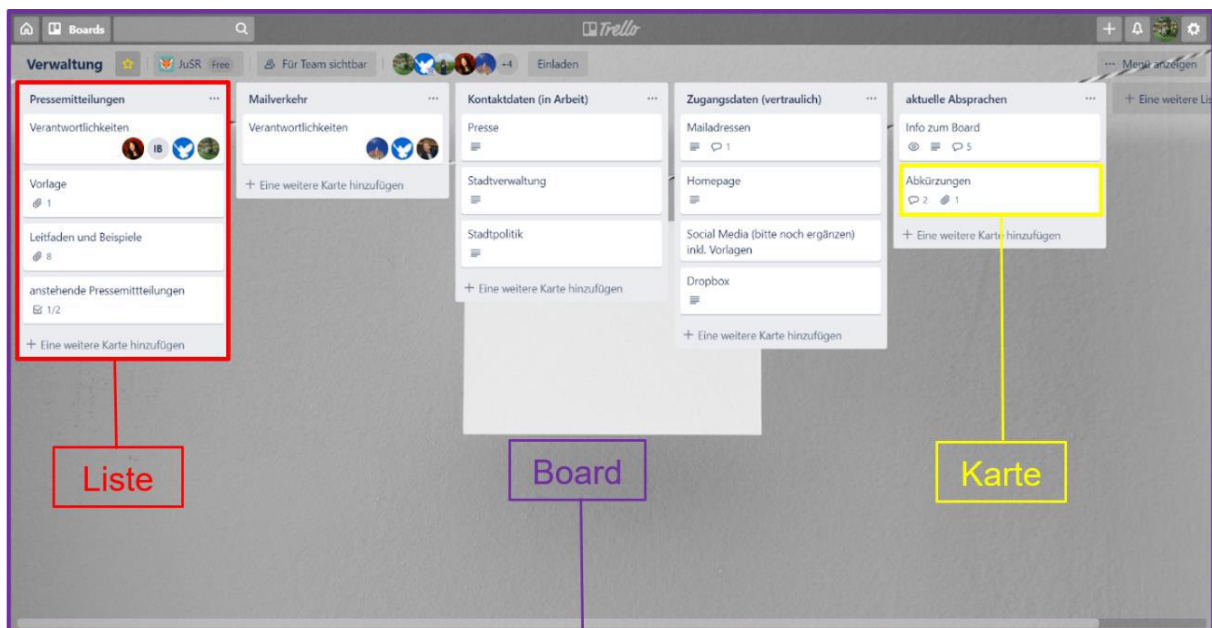 Boards
Trello
Verwaltung
JuSR Free
Für Team sichtbar
+4
Einladen
Menü anzeigen
Pressemitteilungen
Verantwortlichkeiten
IB
Vorlage
1
Leitfaden und Beispiele
8
anstehende Pressemittteilungen
1/2
+ Eine weitere Karte hinzufügen
Mailverkehr
Verantwortlichkeiten
+ Eine weitere Karte hinzufügen
Kontaktdaten (in Arbeit)
Presse
Stadtverwaltung
Stadtpolitik
+ Eine weitere Karte hinzufügen
Zugangsdaten (vertraulich)
Mailadressen
1
Homepage
Social Media (bitte noch ergänzen)
inkl. Vorlagen
Dropbox
+ Eine weitere Karte hinzufügen
aktuelle Absprachen
Info zum Board
5
Abkürzungen
2 1
+ Eine weitere Karte hinzufügen
+ Eine weitere Lis
Liste
Board
Karte